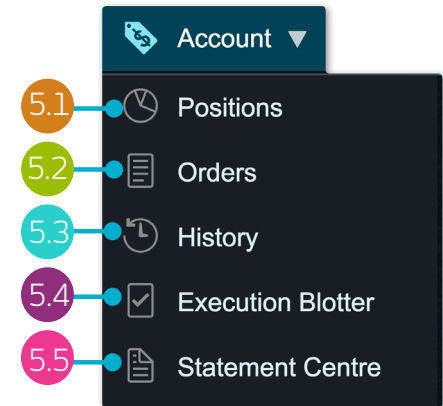 Account
5.1 Positions
5.2 Orders
5.3 History
5.4 Execution Blotter
5.5 Statement Centre